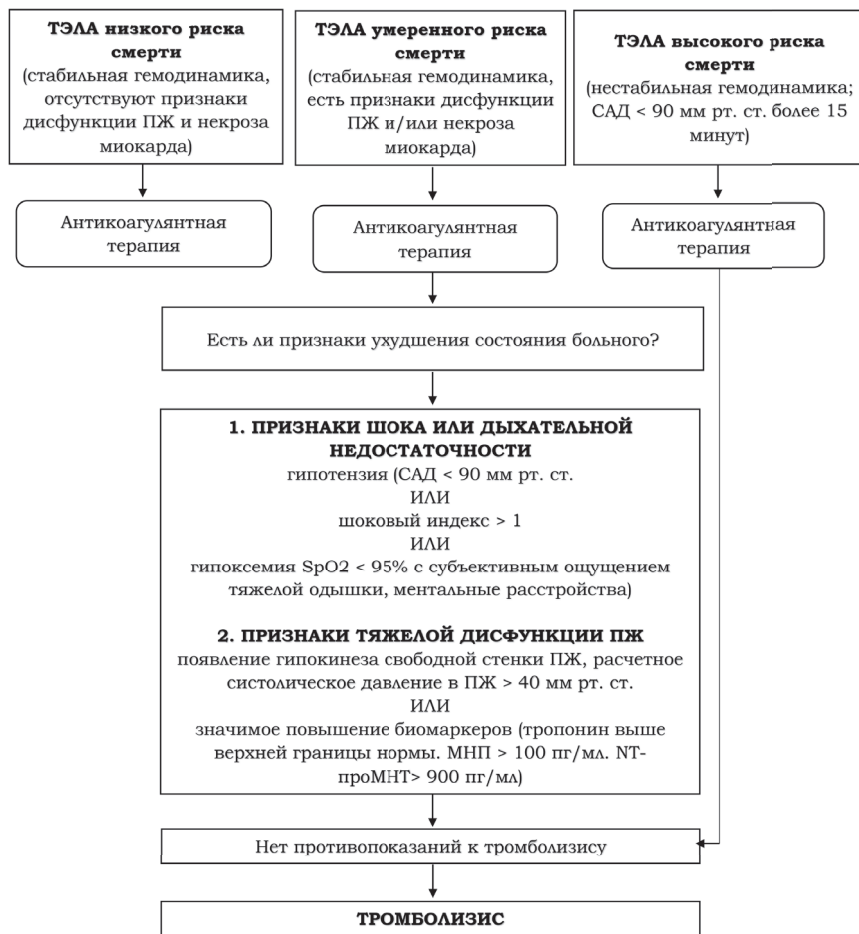 ТЭЛА низкого риска
смерти
(стабильная гемодинамика,
отсутствуют признаки
дисфункции ПЖ и некроза
миокарда)
ТЭЛА умеренного риска
смерти
(стабильная гемодинамика,
есть признаки дисфункции
ПЖ и/или некроза
миокарда)
ТЭЛА высокого риска
смерти
(нестабильная гемодинамика;
САД < 90 мм рт. ст. более 15
минут)
Антикоагулянтная
терапия
Антикоагулянтная
терапия
Антикоагулянтная
терапия
Есть ли признаки ухудшения состояния больного?
1. ПРИЗНАКИ ШОКА ИЛИ ДЫХАТЕЛЬНОЙ
НЕДОСТАТОЧНОСТИ
гипотензия (САД < 90 мм рт. ст.
ИЛИ
шоковый индекс > 1
ИЛИ
гипоксемия SpO2 < 95% с субъективным ощущением
тяжелой одышки, ментальные расстройства)
2. ПРИЗНАКИ ТЯЖЕЛОЙ ДИСФУНКЦИИ ПЖ
появление гипокинеза свободной стенки ПЖ, расчетное
систолическое давление в ПЖ > 40 мм рт. ст.
ИЛИ
значимое повышение биомаркеров (тропонин выше
верхней границы нормы. МНП > 100 пг/мл. NT-
проМНТ> 900 пг/мл)
Нет противопоказаний к тромболизису
ТРОМБОЛИЗИС